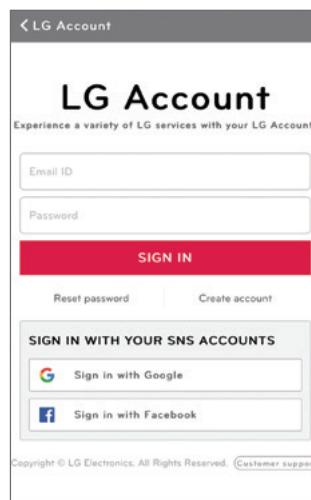 LG Account
LG Account
Experience a variety of LG services with your LG Account
Email ID
Password
SIGN IN
Reset password Create account
SIGN IN WITH YOUR SNS ACCOUNTS
Sign in with Google
Sign in with Facebook
Copyright © LG Electronics. All Rights Reserved. Customer suppor